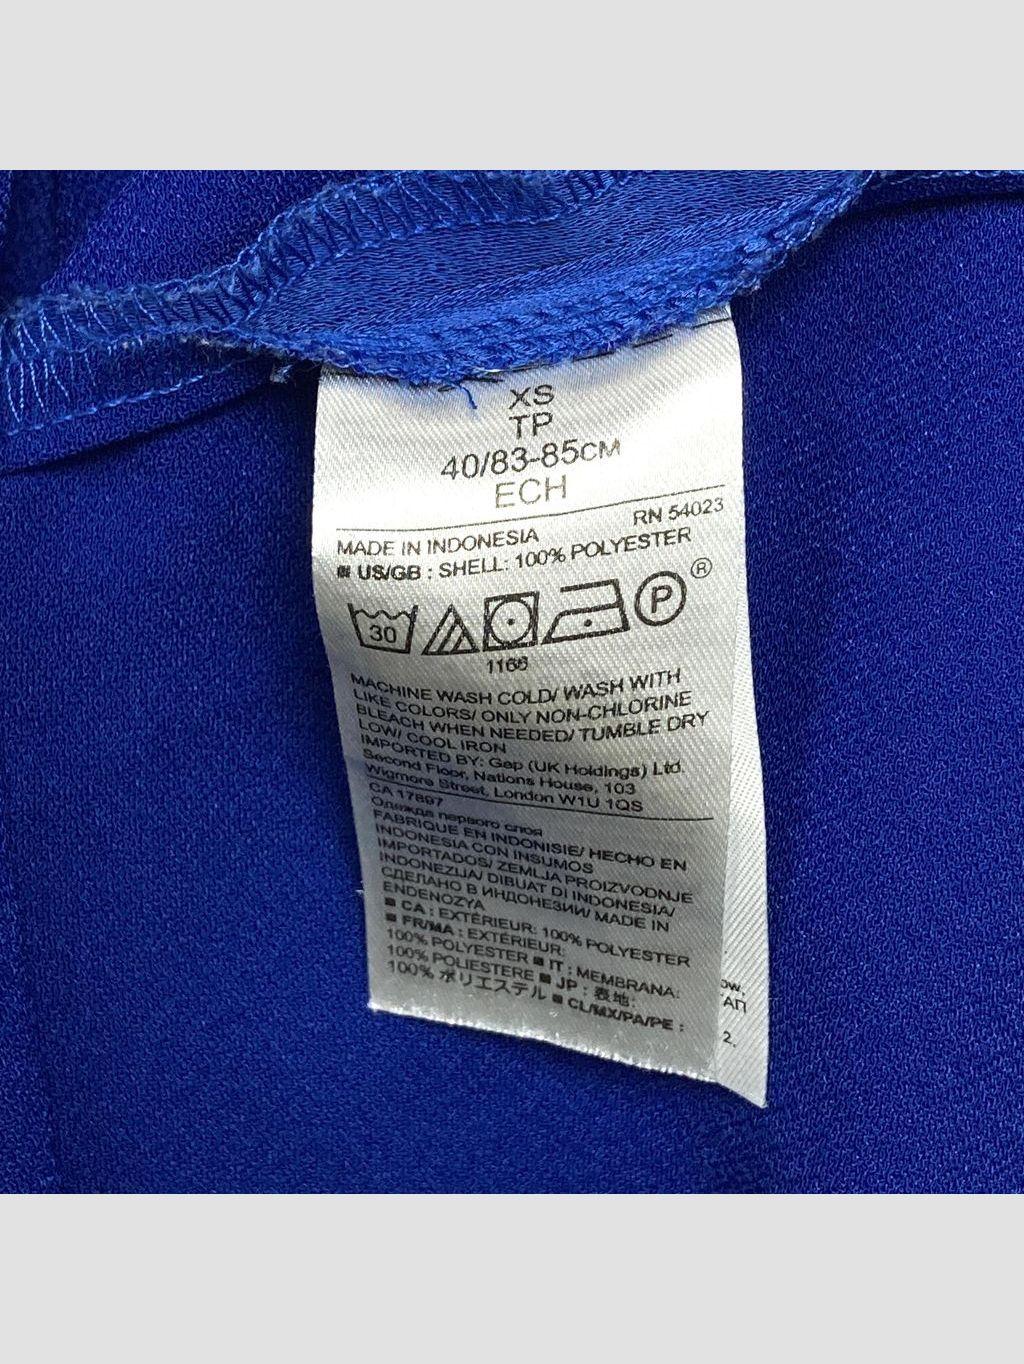 XS
TP
40/83-85CM
ECH
RN 54023
MADE IN INDONESIA
■ US/GB : SHELL: 100% POLYESTER
30
P
®
1166
MACHINE WASH COLD/ WASH WITH
LIKE COLORS/ ONLY NON-CHLORINE
BLEACH WHEN NEEDED/ TUMBLE DRY
LOW/ COOL IRON
IMPORTED BY: Gap (UK Holdings) Ltd.
Second Floor, Nations House, 103
Wigmore Street, London W1U 1QS
CA 17897
Одежда первого слоя
FABRIQUE EN INDONISIE/ HECHO EN
INDONESIA CON INSUMOS
IMPORTADOS/ ZEMLJA PROIZVODNJE
INDONEZIJA/ DIBUAT DI INDONESIA/
СДЕЛАНО В ИНДОНЕЗИИ/ MADE IN
ENDENOZYA
■ CA : EXTÉRIEUR: 100% POLYESTER
■ FR/MA : EXTÉRIEUR:
100% POLYESTER ■ IT : MEMBRANA:
100% POLIESTERE ■ JP : 表地:
100% ポリエステル ■ CL/MX/PA/PE :
2.